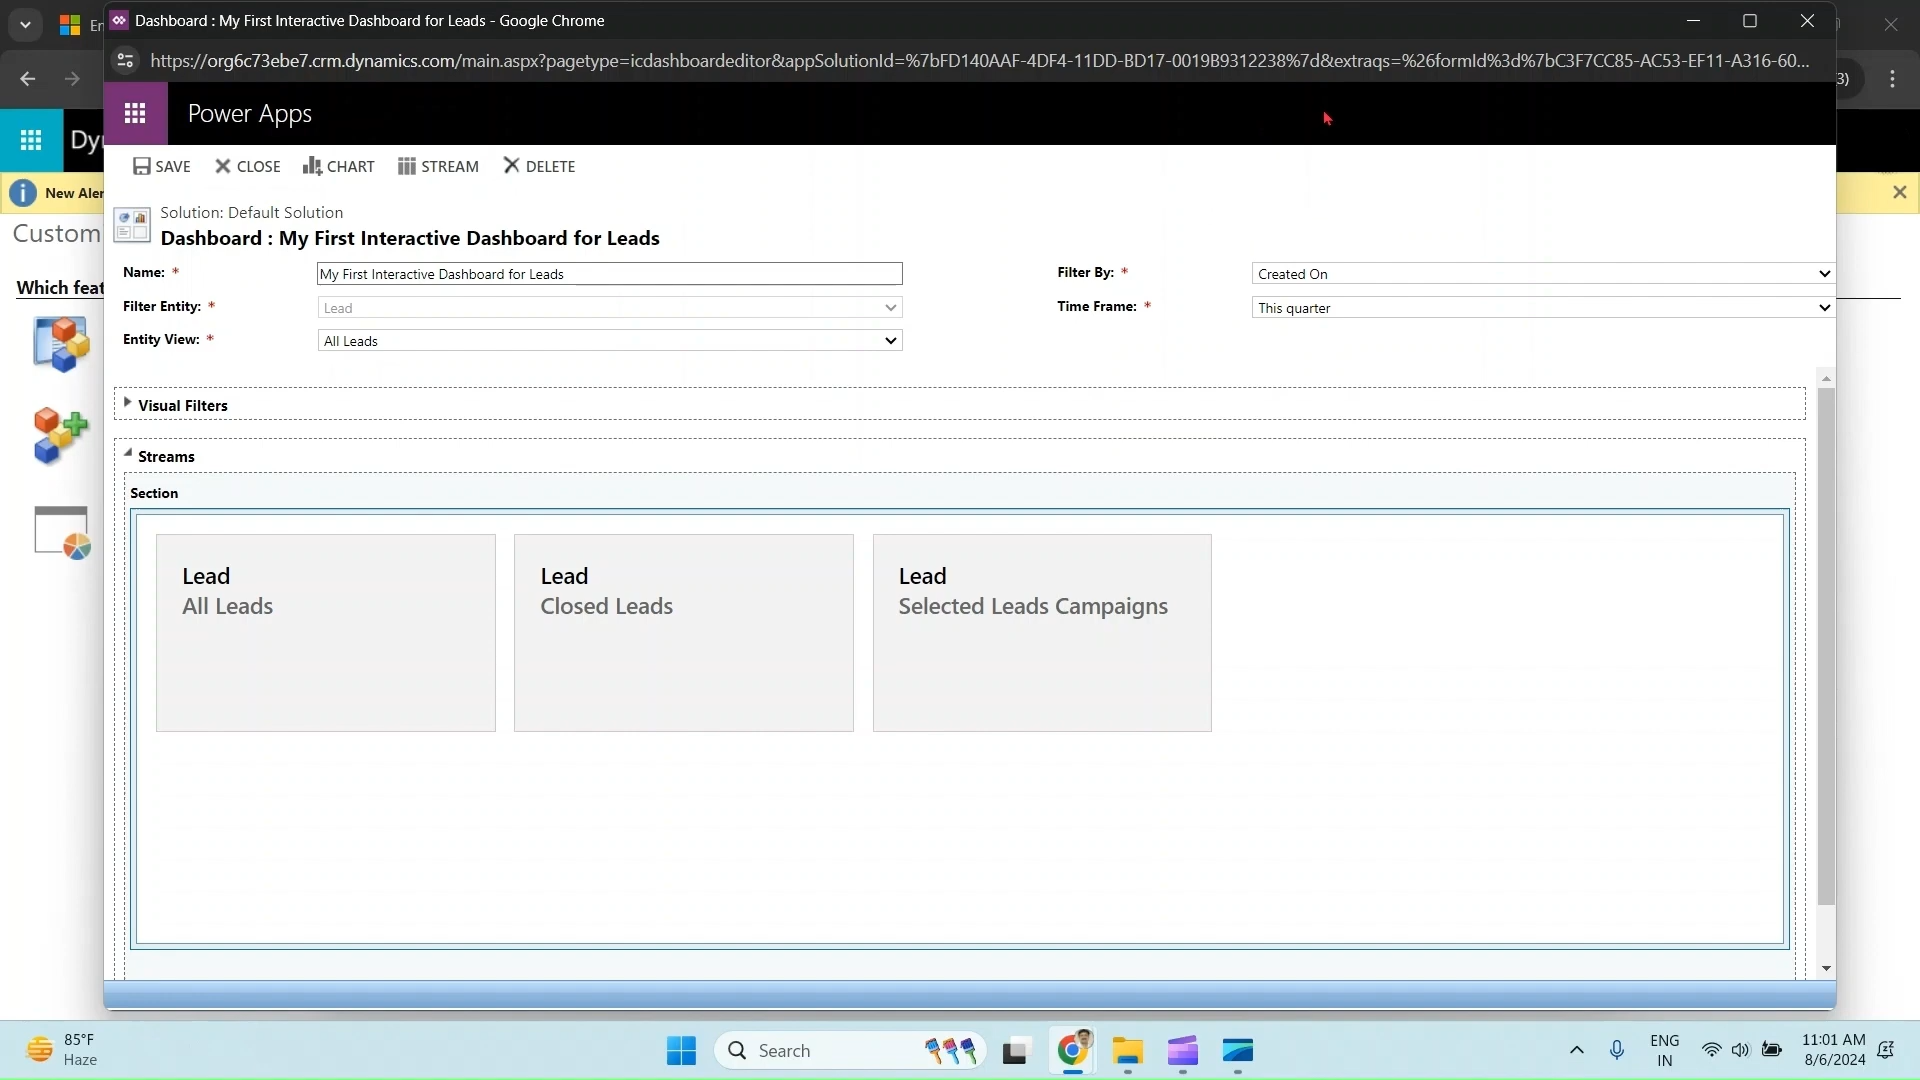 Dashboard : My First Interactive Dashboard for Leads - Google Chrome
https://org6c73ebe7.crm.dynamics.com/main.aspx?pagetype=icdashboardeditor&appSolutionId=%7bFD140AAF-4DF4-11DD-BD17-0019B9312238%7d&extraqs=%26formId%3d%7bC3F7CC85-AC53-EF11-A316-60...
Power Apps
SAVE CLOSE CHART STREAM DELETE
New Aler
Solution: Default Solution
Custom
Dashboard : My First Interactive Dashboard for Leads
Name: * My First Interactive Dashboard for Leads
Filter By: * Created On
Which feat
Filter Entity: * Lead
Time Frame: * This quarter
Entity View: * All Leads
Visual Filters
Streams
Section
Lead
All Leads
Lead
Closed Leads
Lead
Selected Leads Campaigns
85°F
Haze
Search
ENG
IN
11:01 AM
8/6/2024